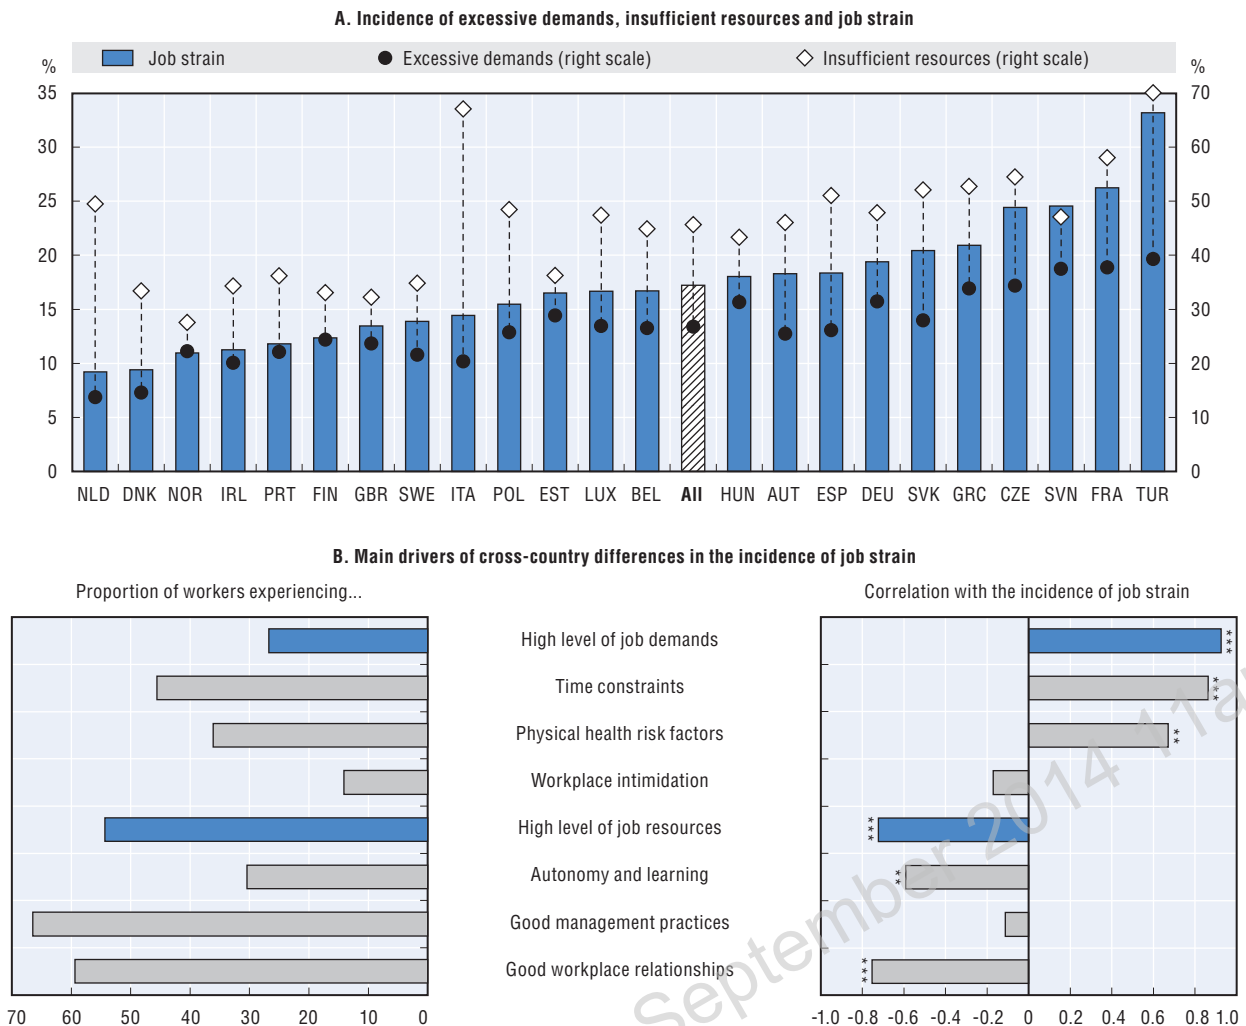 A. Incidence of excessive demands, insufficient resources and job strain
Job strain
Excessive demands (right scale)
Insufficient resources (right scale)
% %
35 70
30 60
25 50
20 40
15 30
10 20
5 10
0 0
NLD DNK NOR IRL PRT FIN GBR SWE ITA POL EST LUX BEL All HUN AUT ESP DEU SVK GRC CZE SVN FRA TUR
B. Main drivers of cross-country differences in the incidence of job strain
Proportion of workers experiencing... Correlation with the incidence of job strain
High level of job demands ***
Time constraints ***
Physical health risk factors **
Workplace intimidation
High level of job resources ***
Autonomy and learning **
Good management practices
Good workplace relationships ***
70 60 50 40 30 20 10 0 -1.0 -0.8 -0.6 -0.4 -0.2 0 0.2 0.4 0.6 0.8 1.0
September 2014 11a